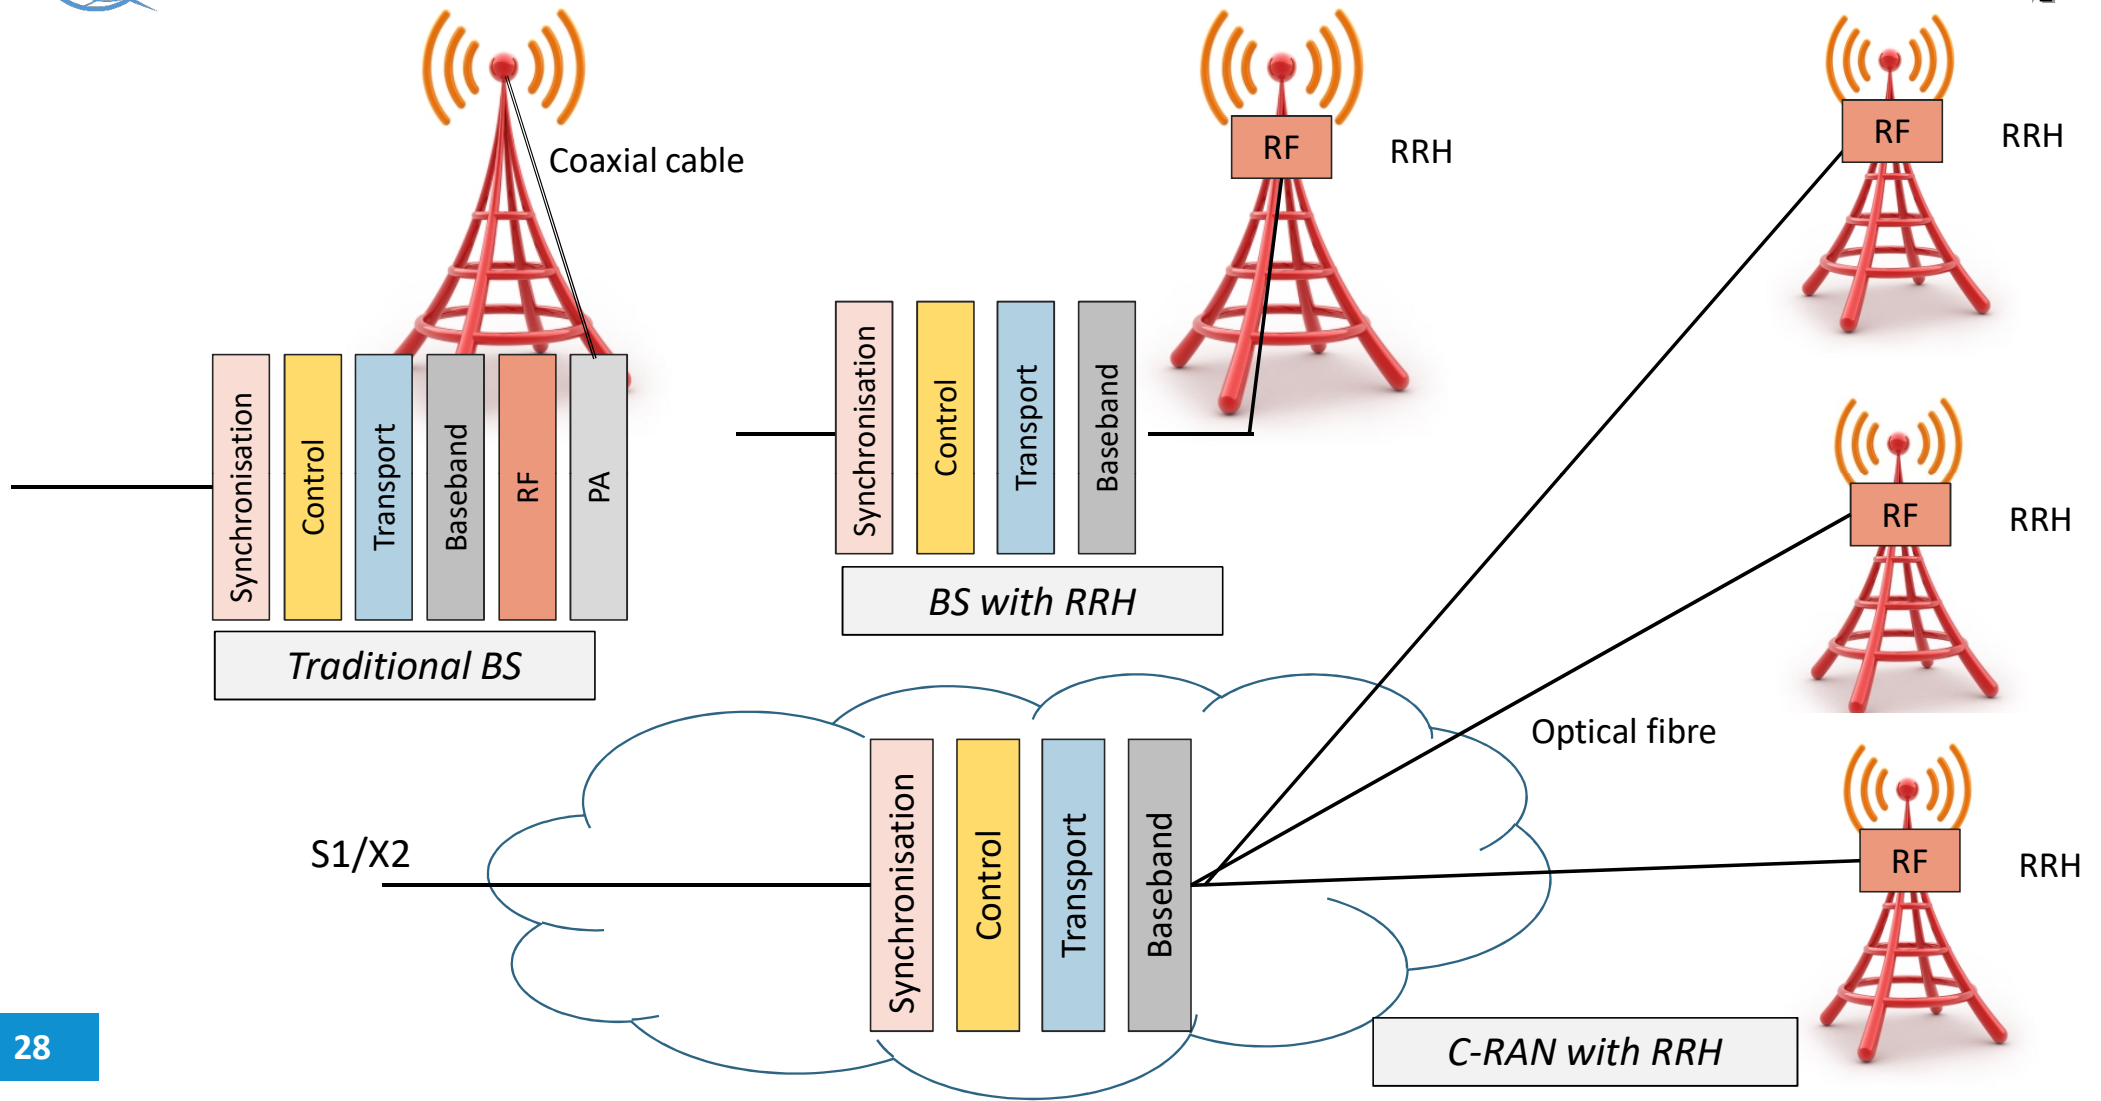 Coaxial cable
Synchronisation
Control
Transport
Baseband
RF
PA
Traditional BS
RF
RRH
Synchronisation
Control
Transport
Baseband
BS with RRH
RF
RRH
RF
RRH
Optical fibre
RF
RRH
S1/X2
Synchronisation
Control
Transport
Baseband
C-RAN with RRH
28